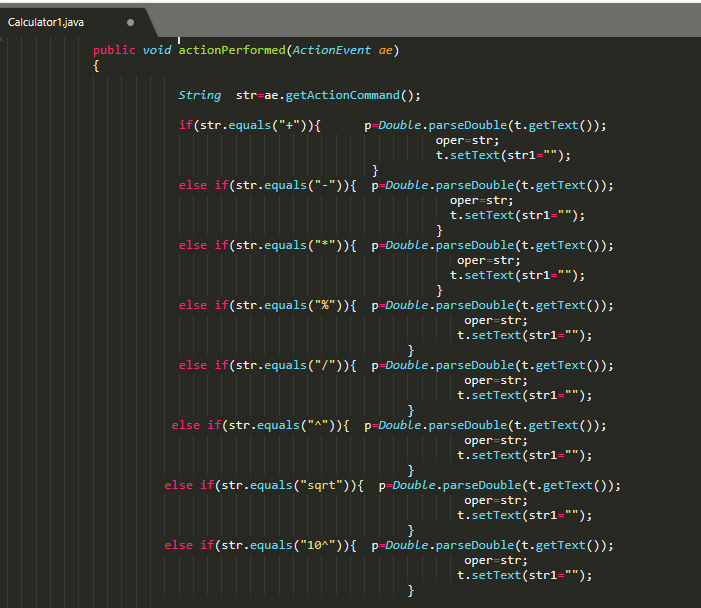 Calculator1.java
public void actionPerformed(ActionEvent ae)
{
String str=ae.getActionCommand();
if(str.equals("+")){ p=Double.parseDouble(t.getText());
oper=str;
t.setText(str1="");
}
else if(str.equals("-")){ p=Double.parseDouble(t.getText());
oper=str;
t.setText(str1="");
}
else if(str.equals("*")){ p=Double.parseDouble(t.getText());
oper=str;
t.setText(str1="");
}
else if(str.equals("%")){ p=Double.parseDouble(t.getText());
oper=str;
t.setText(str1="");
}
else if(str.equals("/")){ p=Double.parseDouble(t.getText());
oper=str;
t.setText(str1="");
}
else if(str.equals("^")){ p=Double.parseDouble(t.getText());
oper=str;
t.setText(str1="");
}
else if(str.equals("sqrt")){ p=Double.parseDouble(t.getText());
oper=str;
t.setText(str1="");
}
else if(str.equals("10^")){ p=Double.parseDouble(t.getText());
oper=str;
t.setText(str1="");
}